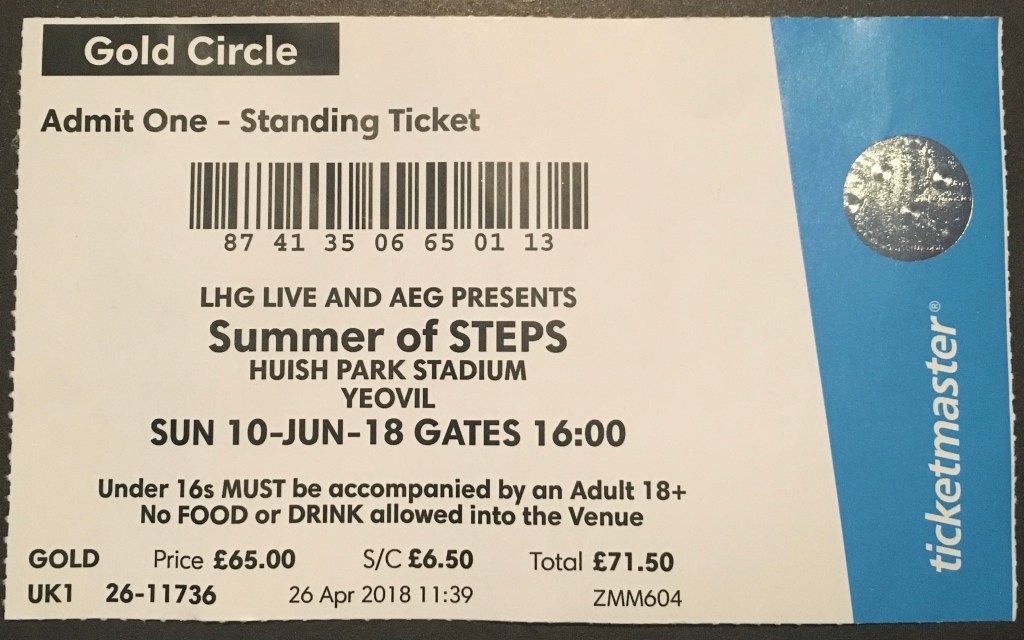 Gold Circle
Admit One - Standing Ticket
87 41 35 06 65 01 13
LHG LIVE AND AEG PRESENTS
Summer of STEPS
HUISH PARK STADIUM
YEOVIL
SUN 10-JUN-18 GATES 16:00
Under 16s MUST be accompanied by an Adult 18+
No FOOD or DRINK allowed into the Venue
GOLD Price £65.00 S/C £6.50 Total £71.50
UK1 26-11736 26 Apr 2018 11:39 ZMM604
ticketmaster®